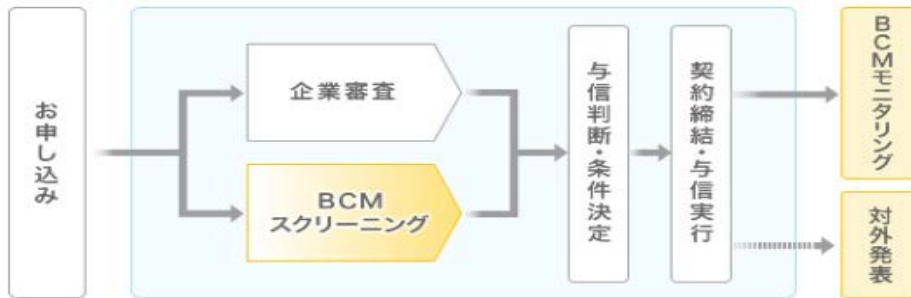 お申し込み
企業審査
BCM
スクリーニング
与信判断・条件決定
契約締結・与信実行
BCMモニタリング
対外発表